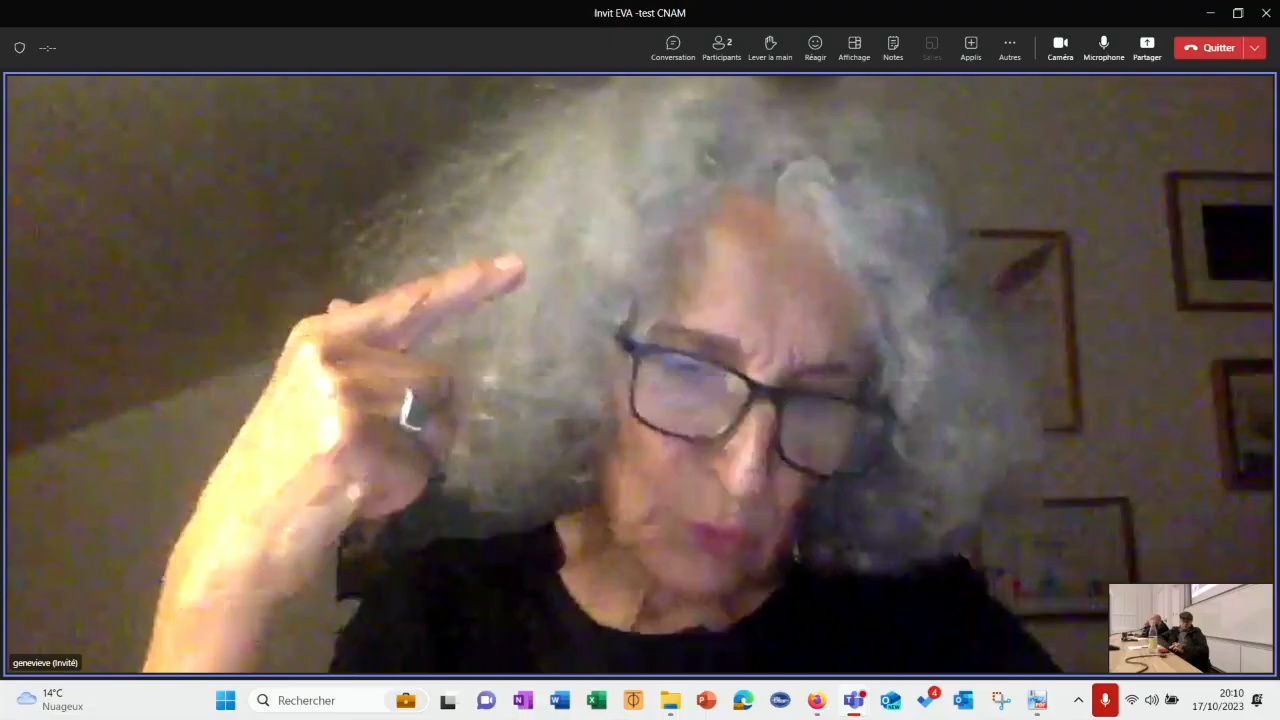 Invit EVA -test CNAM
--:--
Conversation
2
Participants
Lever la main
Réagir
Affichage
Notes
Salles
Applis
Autres
Caméra
Microphone
Partager
Quitter
genevieve (Invité)
14°C
Nuageux
Rechercher
4
20:10
17/10/2023